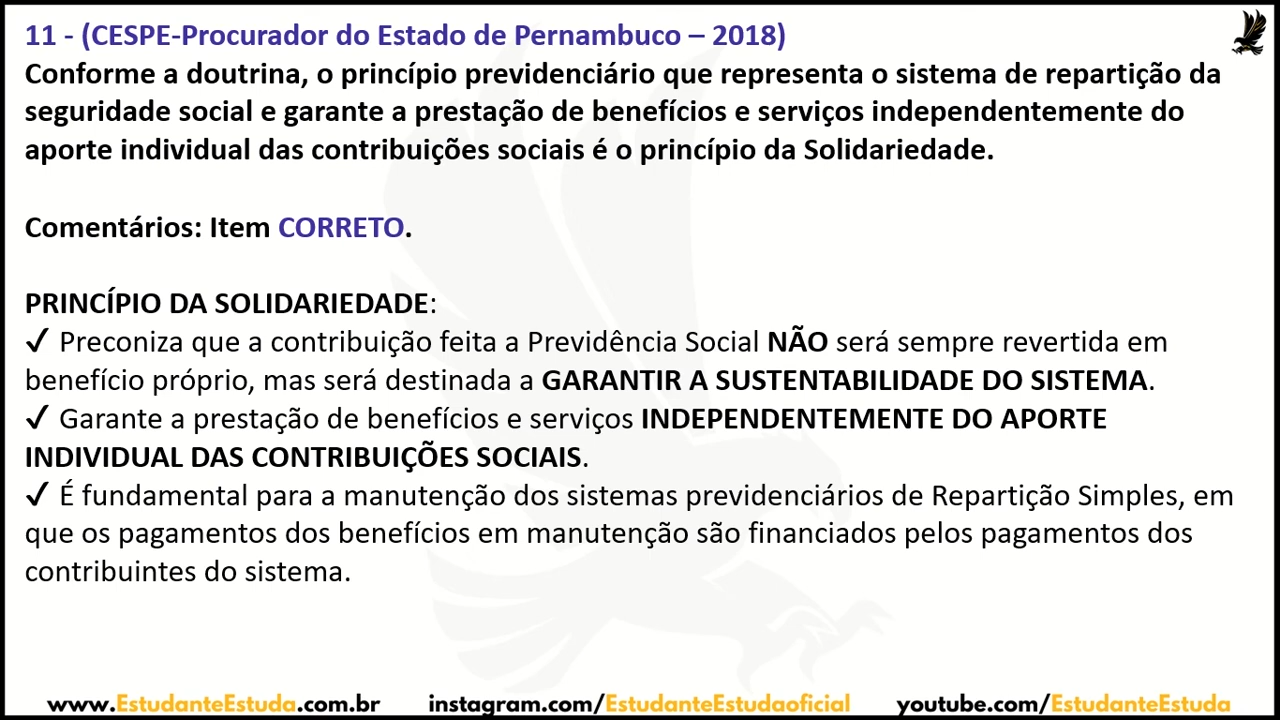 11 - (CESPE-Procurador do Estado de Pernambuco – 2018)
Conforme a doutrina, o princípio previdenciário que representa o sistema de repartição da
seguridade social e garante a prestação de benefícios e serviços independentemente do
aporte individual das contribuições sociais é o princípio da Solidariedade.
Comentários: Item CORRETO.
PRINCÍPIO DA SOLIDARIEDADE:
✓ Preconiza que a contribuição feita a Previdência Social NÃO será sempre revertida em
benefício próprio, mas será destinada a GARANTIR A SUSTENTABILIDADE DO SISTEMA.
✓ Garante a prestação de benefícios e serviços INDEPENDENTEMENTE DO APORTE
INDIVIDUAL DAS CONTRIBUIÇÕES SOCIAIS.
✓ É fundamental para a manutenção dos sistemas previdenciários de Repartição Simples, em
que os pagamentos dos benefícios em manutenção são financiados pelos pagamentos dos
contribuintes do sistema.
www.EstudanteEstuda.com.br instagram.com/EstudanteEstudaoficial youtube.com/EstudanteEstuda